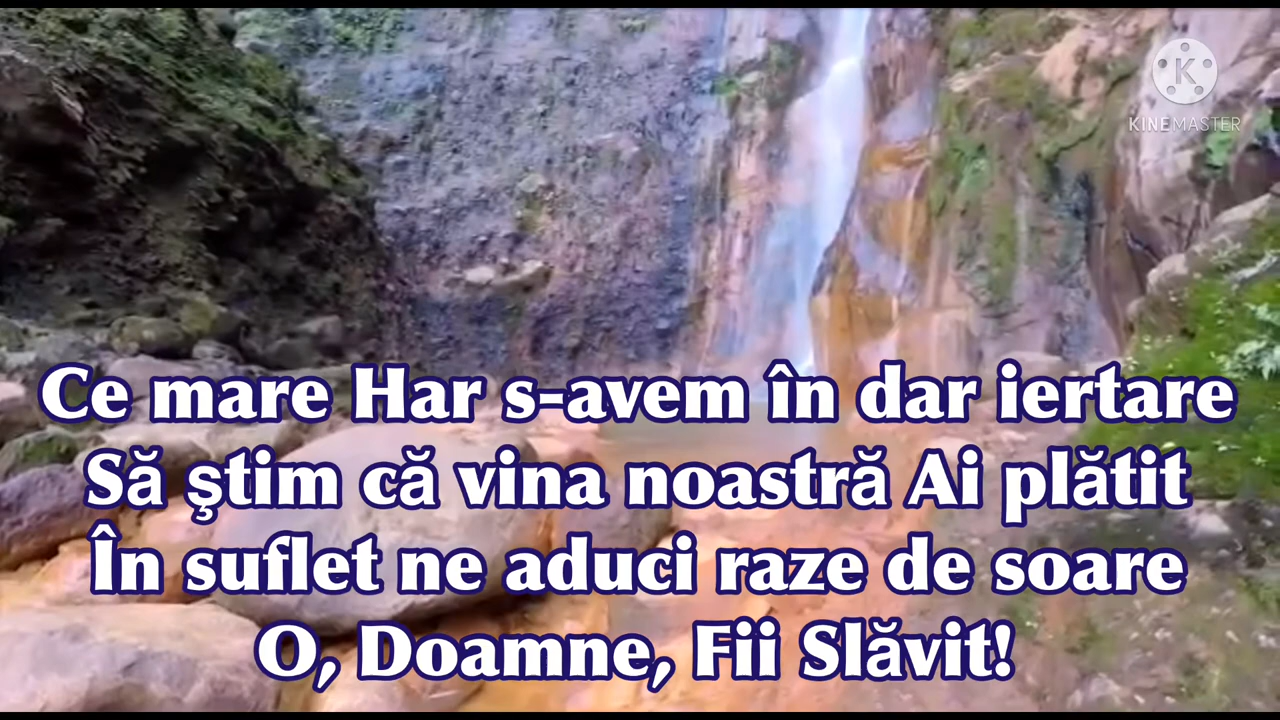 KINEMASTER
Ce mare Har s-avem în dar iertare
Să ştim că vina noastră Ai plătit
În suflet ne aduci raze de soare
O, Doamne, Fii Slăvit!